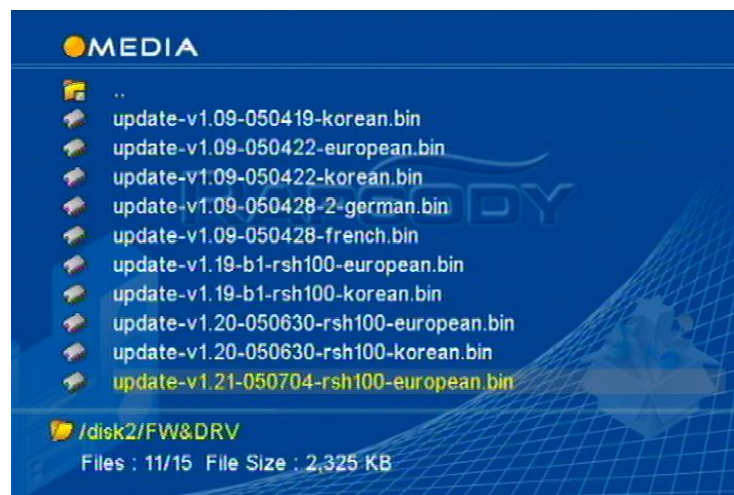 MEDIA
..
update-v1.09-050419-korean.bin
update-v1.09-050422-european.bin
update-v1.09-050422-korean.bin
RAPSODY
update-v1.09-050428-2-german.bin
update-v1.09-050428-french.bin
update-v1.19-b1-rsh100-european.bin
update-v1.19-b1-rsh100-korean.bin
update-v1.20-050630-rsh100-european.bin
update-v1.20-050630-rsh100-korean.bin
update-v1.21-050704-rsh100-european.bin
/disk2/FW&DRV
Files : 11/15 File Size : 2,325 KB